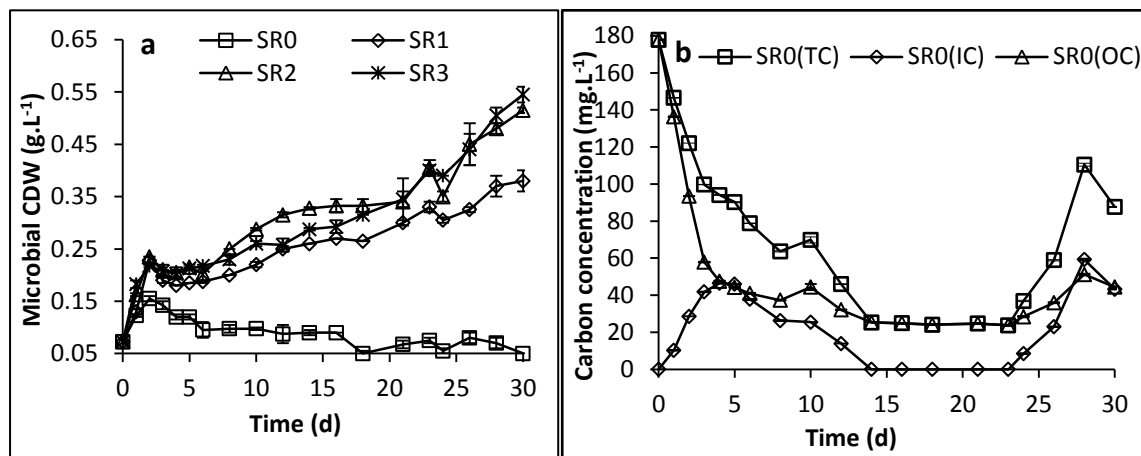 a
SR0 SR1
SR2 SR3
Microbial CDW (g.L⁻¹)
0.65
0.55
0.45
0.35
0.25
0.15
0.05
0 5 10 15 20 25 30
Time (d)
b
SR0(TC) SR0(IC) SR0(OC)
Carbon concentration (mg.L⁻¹)
180
160
140
120
100
80
60
40
20
0
0 5 10 15 20 25 30
Time (d)